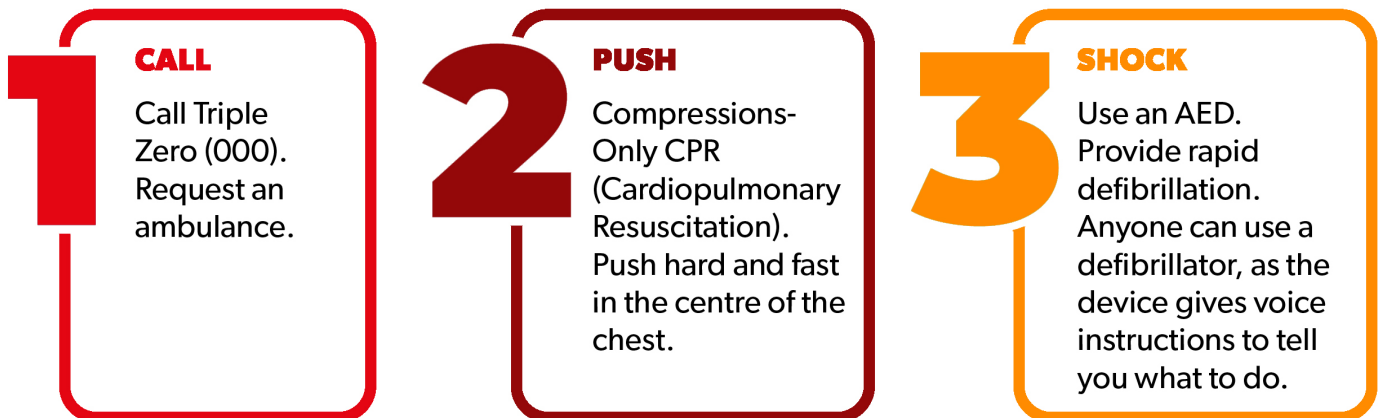 1
CALL
Call Triple
Zero (000).
Request an
ambulance.
2
PUSH
Compressions-
Only CPR
(Cardiopulmonary
Resuscitation).
Push hard and fast
in the centre of the
chest.
3
SHOCK
Use an AED.
Provide rapid
defibrillation.
Anyone can use a
defibrillator, as the
device gives voice
instructions to tell
you what to do.